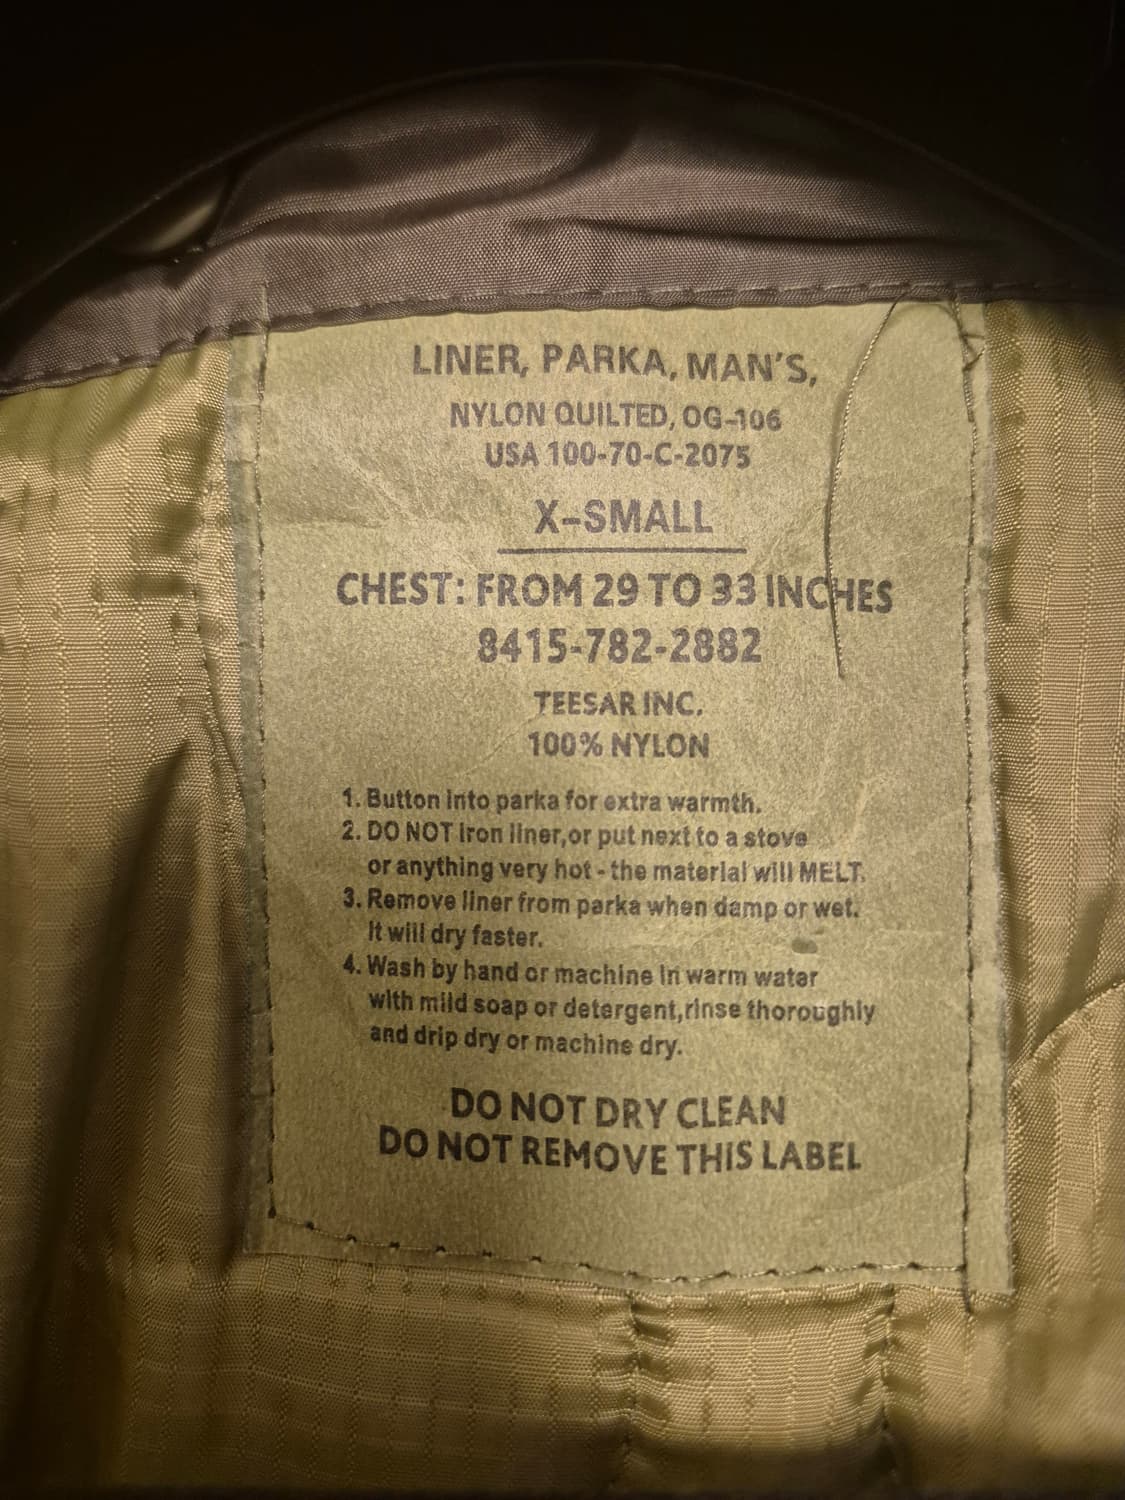 LINER, PARKA, MAN'S,
NYLON QUILTED, OG-106
USA 100-70-C-2075
X-SMALL
CHEST: FROM 29 TO 33 INCHES
8415-782-2882
TEESAR INC.
100% NYLON
1. Button into parka for extra warmth.
2. DO NOT iron liner,or put next to a stove
or anything very hot - the material will MELT.
3. Remove liner from parka when damp or wet.
It will dry faster.
4. Wash by hand or machine in warm water
with mild soap or detergent,rinse thoroughly
and drip dry or machine dry.
DO NOT DRY CLEAN
DO NOT REMOVE THIS LABEL